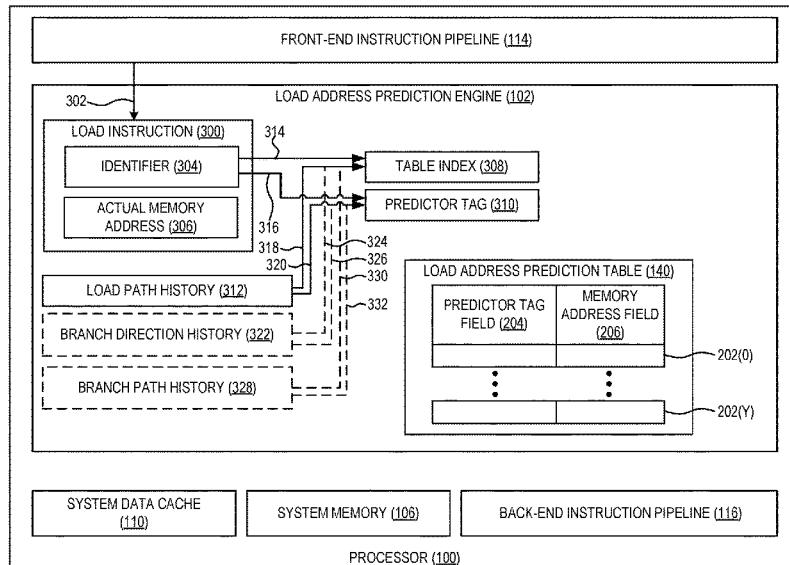 FRONT-END INSTRUCTION PIPELINE (114)
302
LOAD ADDRESS PREDICTION ENGINE (102)
LOAD INSTRUCTION (300)
IDENTIFIER (304)
ACTUAL MEMORY
ADDRESS (306)
314
316
318
320
TABLE INDEX (308)
PREDICTOR TAG (310)
324
326
330
332
LOAD PATH HISTORY (312)
BRANCH DIRECTION HISTORY (322)
BRANCH PATH HISTORY (328)
LOAD ADDRESS PREDICTION TABLE (140)
PREDICTOR TAG
FIELD (204)
MEMORY
ADDRESS FIELD
(206)
202(0)
202(Y)
SYSTEM DATA CACHE
(110)
SYSTEM MEMORY (106)
BACK-END INSTRUCTION PIPELINE (116)
PROCESSOR (100)